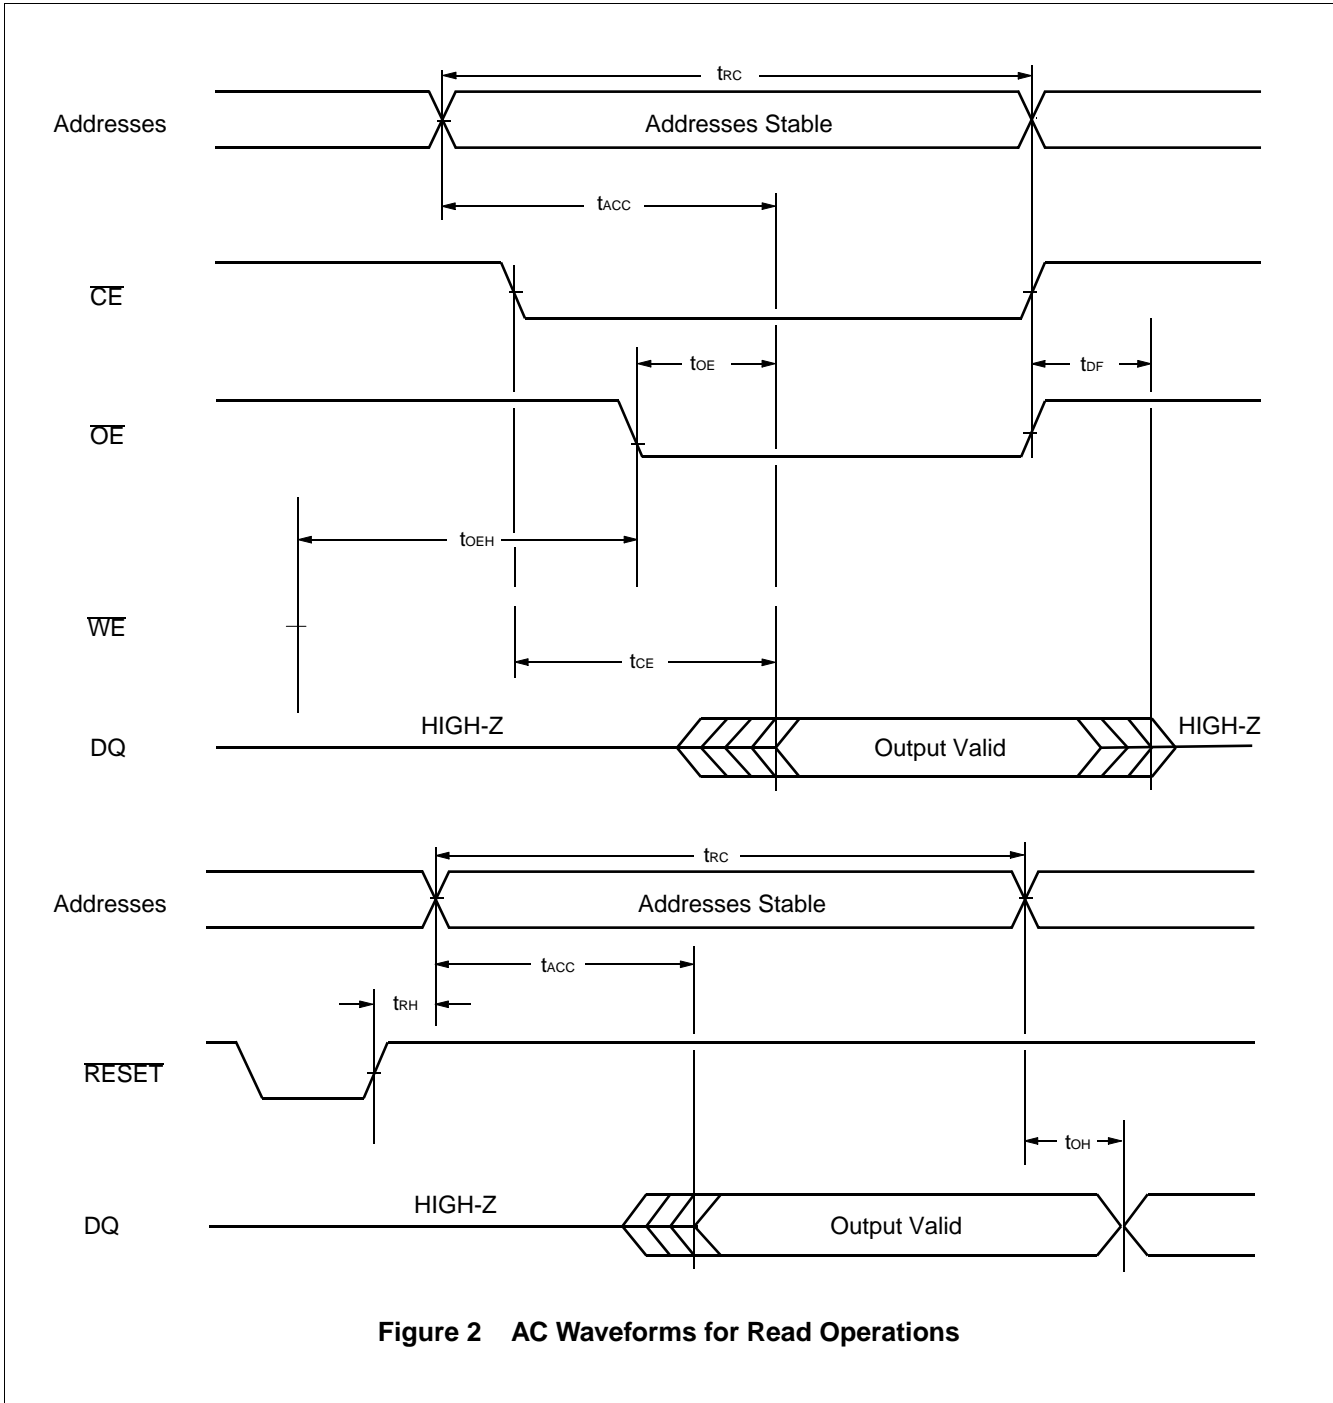 tRC
Addresses
Addresses Stable
tACC
CE
tOE
tDF
OE
tOEH
WE
tCE
HIGH-Z
HIGH-Z
DQ
Output Valid
tRC
Addresses
Addresses Stable
tACC
tRH
RESET
tOH
HIGH-Z
DQ
Output Valid
Figure 2 AC Waveforms for Read Operations